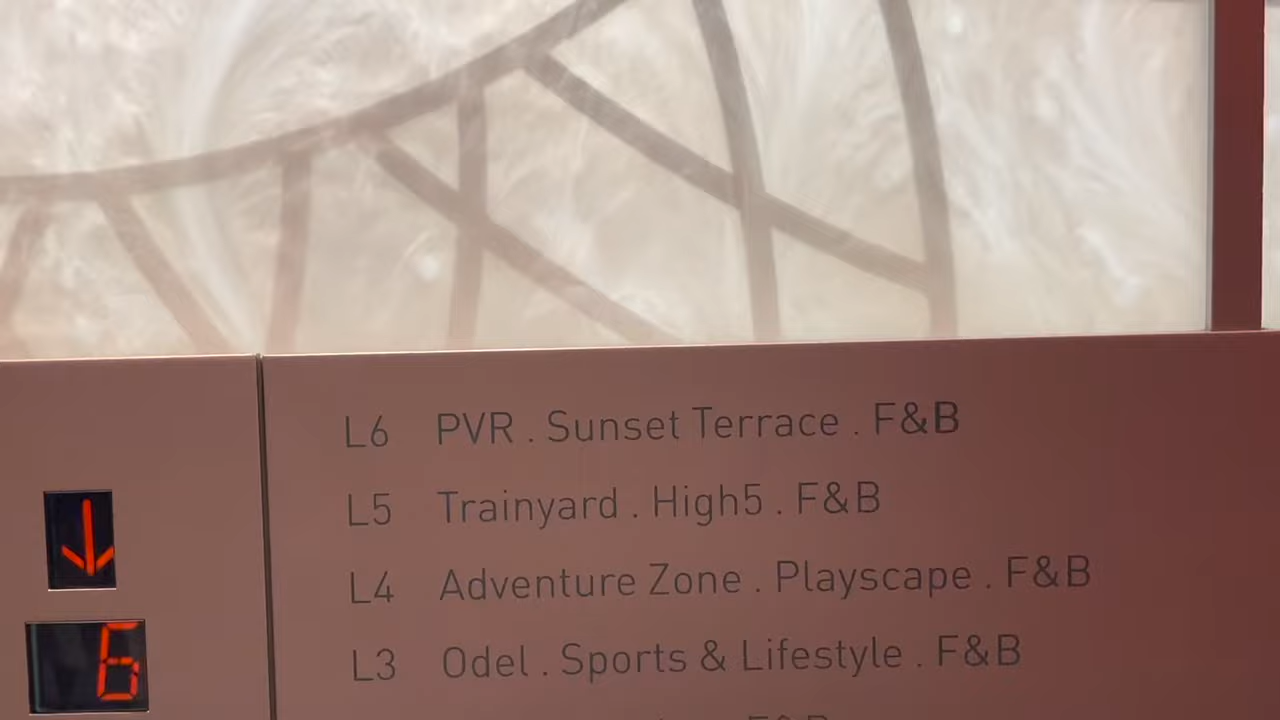 L6 PVR . Sunset Terrace . F&B
L5 Trainyard . High5 . F&B
L4 Adventure Zone . Playscape . F&B
L3 Odel . Sports & Lifestyle . F&B
F&B
6